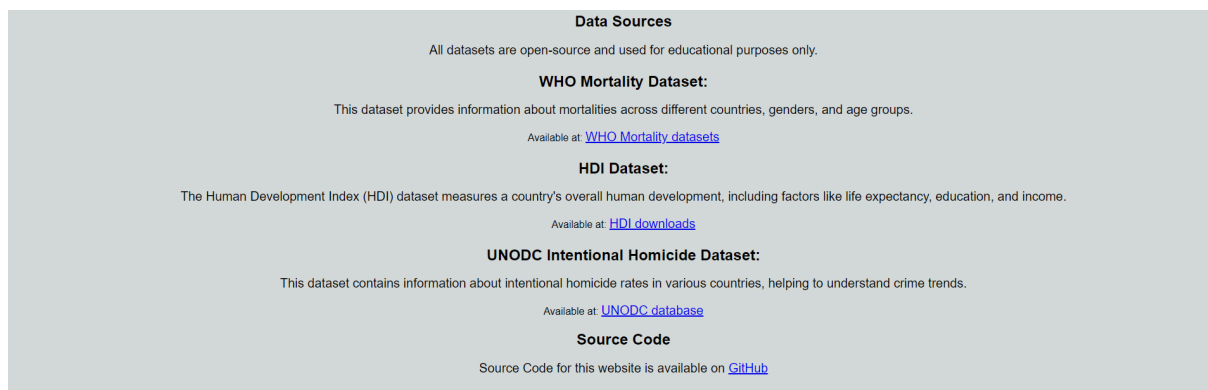 Data Sources
All datasets are open-source and used for educational purposes only.
WHO Mortality Dataset:
This dataset provides information about mortalities across different countries, genders, and age groups.
Available at: WHO Mortality datasets
HDI Dataset:
The Human Development Index (HDI) dataset measures a country's overall human development, including factors like life expectancy, education, and income.
Available at: HDI downloads
UNODC Intentional Homicide Dataset:
This dataset contains information about intentional homicide rates in various countries, helping to understand crime trends.
Available at: UNODC database
Source Code
Source Code for this website is available on GitHub